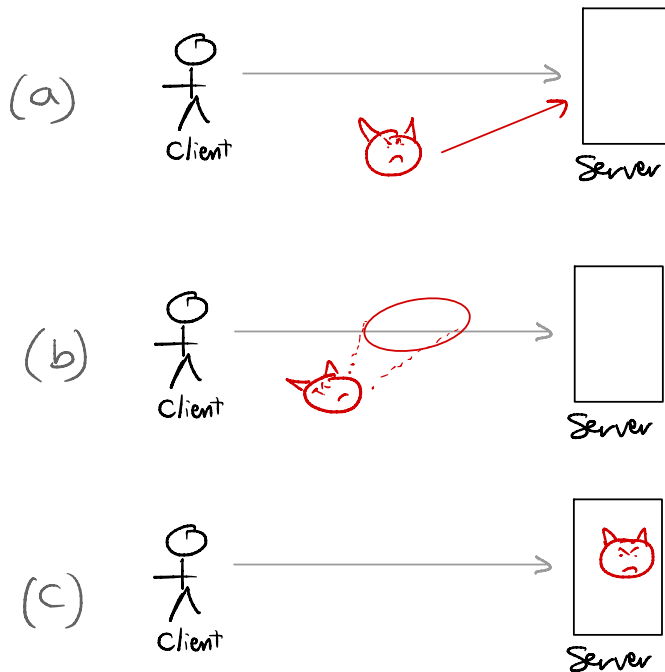 (a)
Client
Server
(b)
Client
Server
(c)
Client
Server